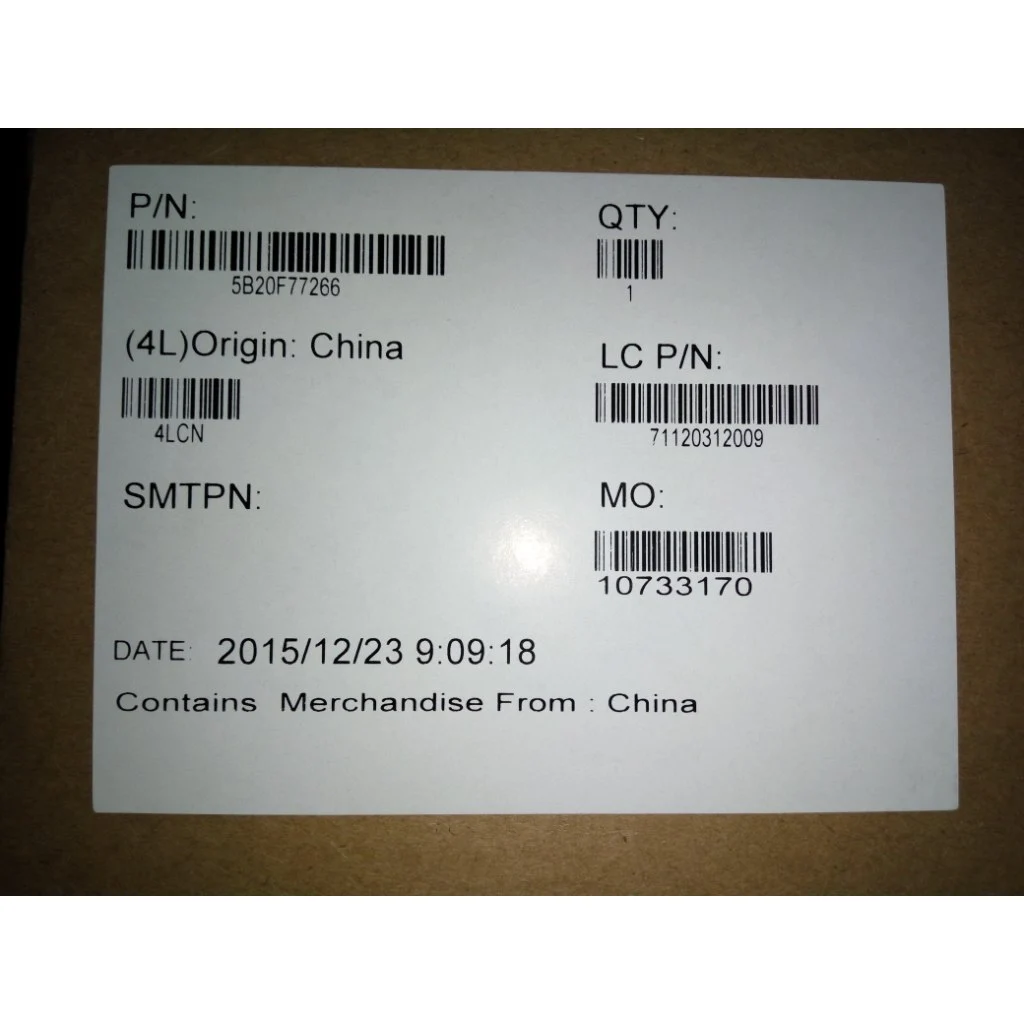 P/N:
5B20F77266
QTY:
1
(4L)Origin: China
4LCN
LC P/N:
71120312009
SMTPN:
MO:
10733170
DATE: 2015/12/23 9:09:18
Contains Merchandise From : China